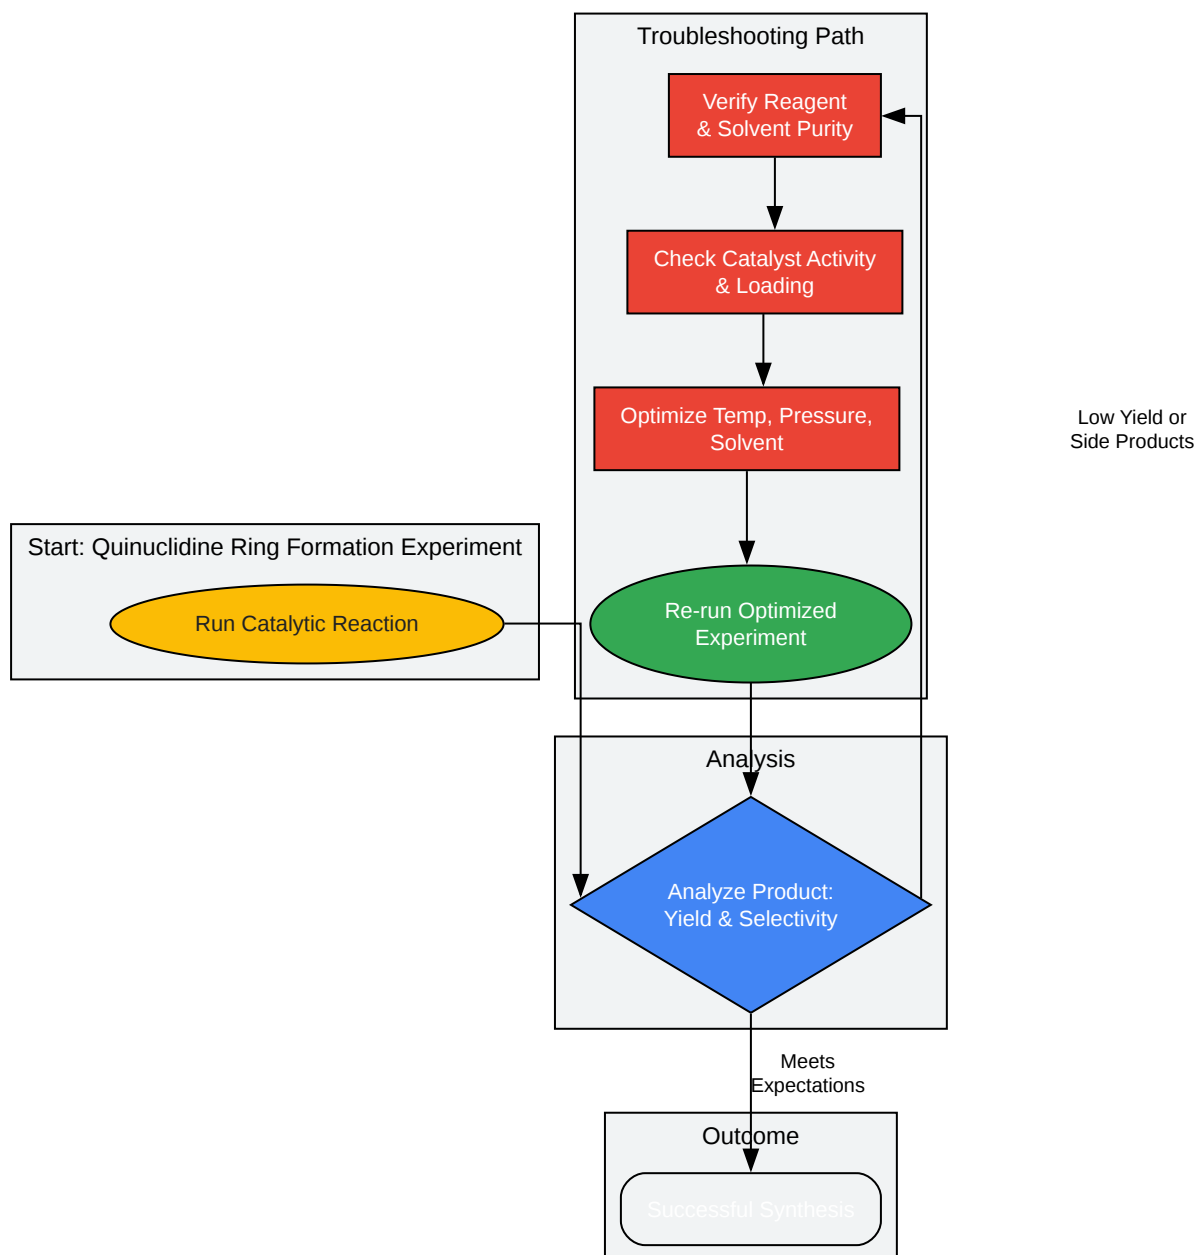 Troubleshooting Path
Verify Reagent
& Solvent Purity
Check Catalyst Activity
& Loading
Optimize Temp, Pressure,
Solvent
Low Yield or
Side Products
Start: Quinuclidine Ring Formation Experiment
Run Catalytic Reaction
Re-run Optimized
Experiment
Analysis
Analyze Product:
Yield & Selectivity
Meets
Expectations
Outcome
Successful Synthesis